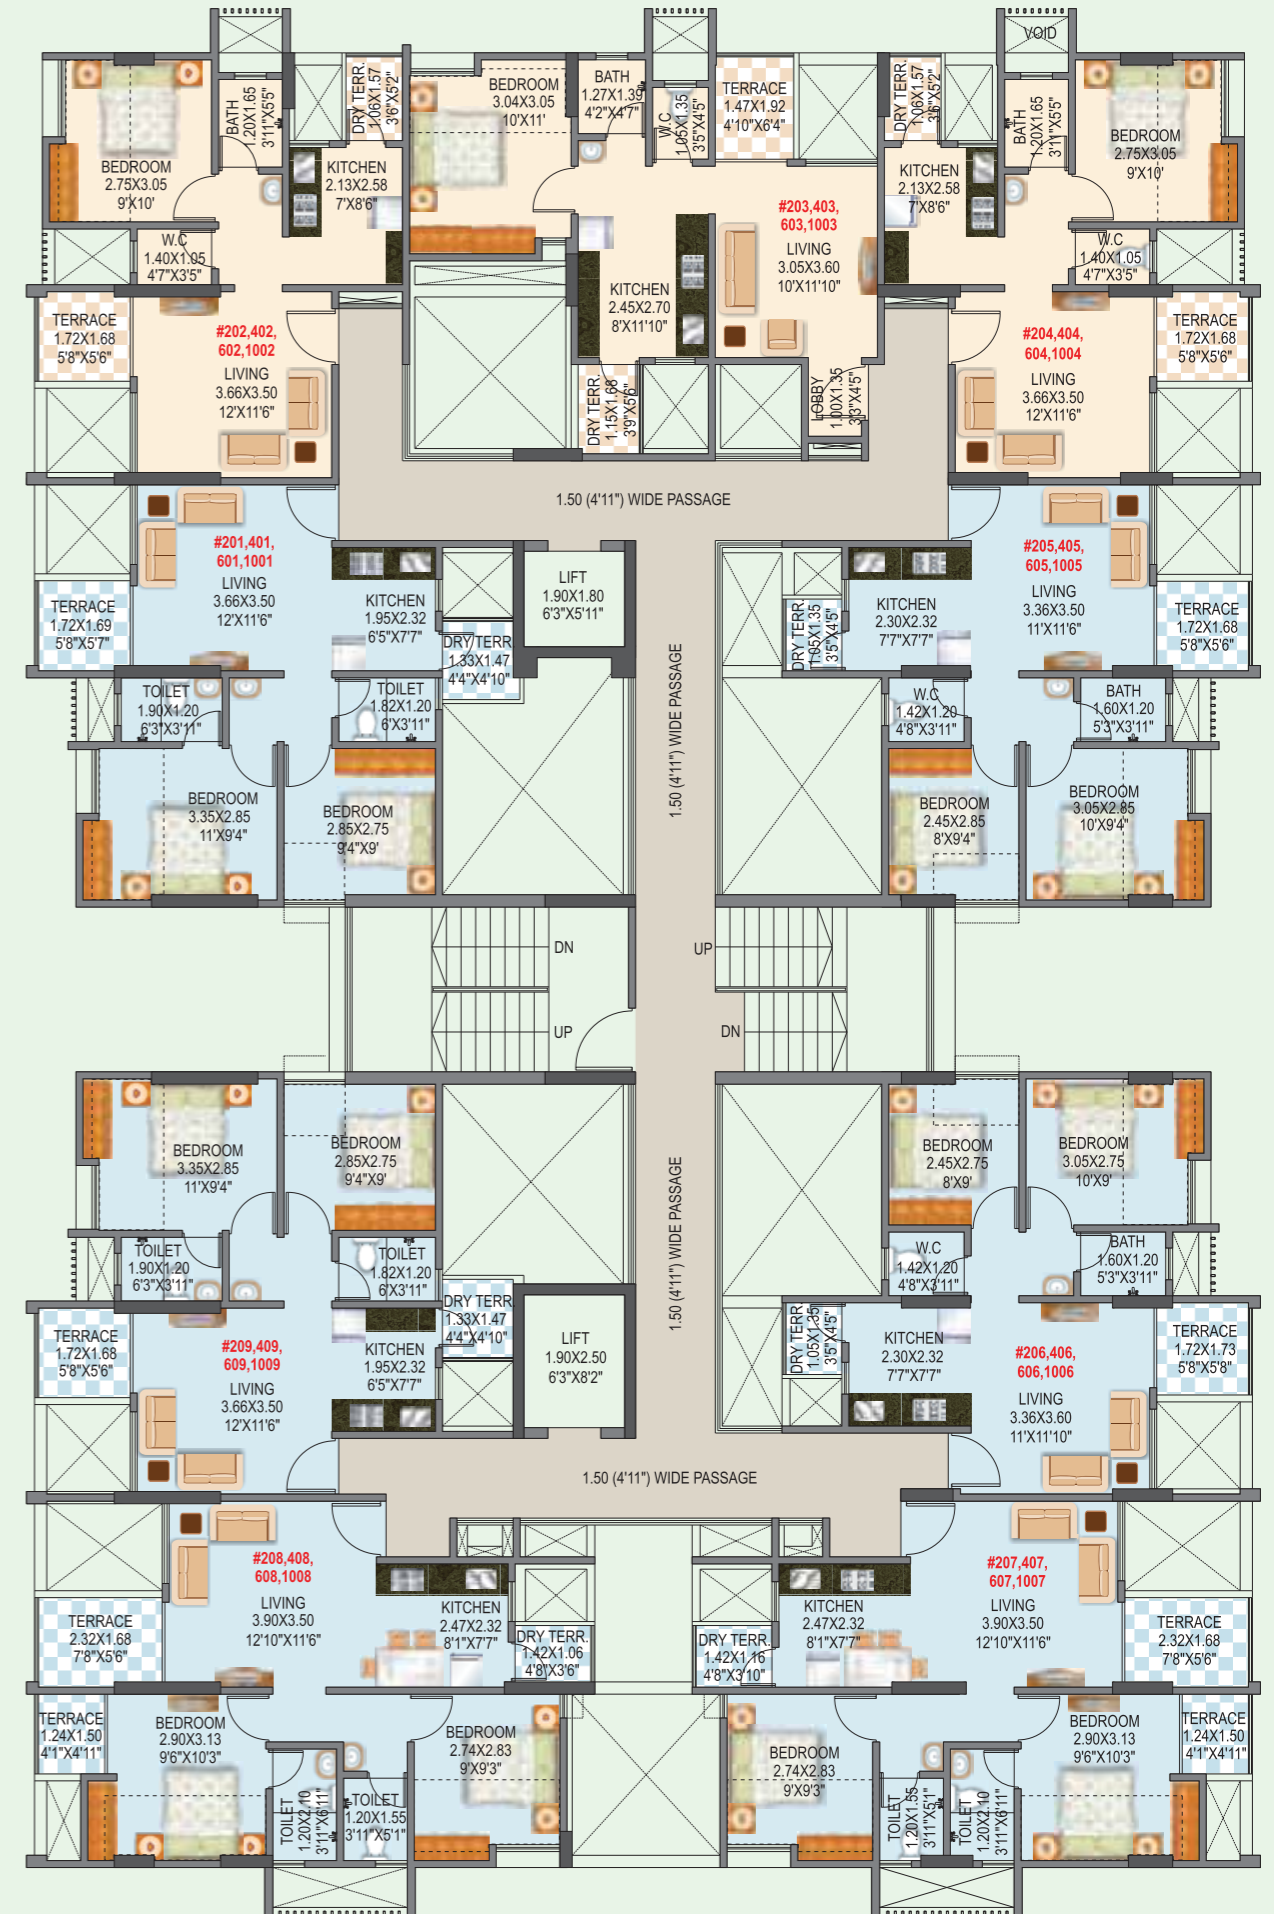 VOID
BEDROOM
2.75X3.05
9'X10'
BATH
1.20X1.65
3'11"X5'5"
DRY TERR.
1.06X1.57
3'6"X5'2"
KITCHEN
2.13X2.58
7'X8'6"
W.C
1.40X1.05
4'7"X3'5"
TERRACE
1.72X1.68
5'8"X5'6"
#202,402,
602,1002
LIVING
3.66X3.50
12'X11'6"
BEDROOM
3.04X3.05
10'X11'
BATH
1.27X1.39
4'2"X4'7"
W.C
1.05X1.35
3'5"X4'5"
TERRACE
1.47X1.92
4'10"X6'4"
#203,403,
603,1003
LIVING
3.05X3.60
10'X11'10"
KITCHEN
2.45X2.70
8'X11'10"
DRY TERR.
1.15X1.68
3'9"X5'6"
LOBBY
1.00X1.35
3'3"X4'5"
DRY TERR.
1.06X1.57
3'6"X5'2"
KITCHEN
2.13X2.58
7'X8'6"
BATH
1.20X1.65
3'11"X5'5"
BEDROOM
2.75X3.05
9'X10'
W.C
1.40X1.05
4'7"X3'5"
TERRACE
1.72X1.68
5'8"X5'6"
#204,404,
604,1004
LIVING
3.66X3.50
12'X11'6"
1.50 (4'11") WIDE PASSAGE
#201,401,
601,1001
LIVING
3.66X3.50
12'X11'6"
TERRACE
1.72X1.69
5'8"X5'7"
KITCHEN
1.95X2.32
6'5"X7'7"
DRY TERR.
1.33X1.47
4'4"X4'10"
LIFT
1.90X1.80
6'3"X5'11"
TOILET
1.90X1.20
6'3"X3'11"
TOILET
1.82X1.20
6'X3'11"
BEDROOM
3.35X2.85
11'X9'4"
BEDROOM
2.85X2.75
9'4"X9'
1.50 (4'11") WIDE PASSAGE
#205,405,
605,1005
LIVING
3.36X3.50
11'X11'6"
KITCHEN
2.30X2.32
7'7"X7'7"
DRY TERR.
1.05X1.35
3'5"X4'5"
TERRACE
1.72X1.68
5'8"X5'6"
W.C
1.42X1.20
4'8"X3'11"
BATH
1.60X1.20
5'3"X3'11"
BEDROOM
2.45X2.85
8'X9'4"
BEDROOM
3.05X2.85
10'X9'4"
DN
UP
UP
DN
BEDROOM
3.35X2.85
11'X9'4"
BEDROOM
2.85X2.75
9'4"X9'
TOILET
1.90X1.20
6'3"X3'11"
TOILET
1.82X1.20
6'X3'11"
DRY TERR.
1.33X1.47
4'4"X4'10"
TERRACE
1.72X1.68
5'8"X5'6"
#209,409,
609,1009
LIVING
3.66X3.50
12'X11'6"
KITCHEN
1.95X2.32
6'5"X7'7"
LIFT
1.90X2.50
6'3"X8'2"
1.50 (4'11") WIDE PASSAGE
BEDROOM
2.45X2.75
8'X9'
BEDROOM
3.05X2.75
10'X9'
W.C
1.42X1.20
4'8"X3'11"
BATH
1.60X1.20
5'3"X3'11"
DRY TERR.
1.05X1.35
3'5"X4'5"
KITCHEN
2.30X2.32
7'7"X7'7"
#206,406,
606,1006
LIVING
3.36X3.60
11'X11'10"
TERRACE
1.72X1.73
5'8"X5'8"
1.50 (4'11") WIDE PASSAGE
#208,408,
608,1008
LIVING
3.90X3.50
12'10"X11'6"
TERRACE
2.32X1.68
7'8"X5'6"
KITCHEN
2.47X2.32
8'1"X7'7"
DRY TERR.
1.42X1.06
4'8"X3'6"
TERRACE
1.24X1.50
4'1"X4'11"
BEDROOM
2.90X3.13
9'6"X10'3"
TOILET
1.20X2.10
3'11"X6'11"
TOILET
1.20X1.55
3'11"X5'1"
BEDROOM
2.74X2.83
9'X9'3"
#207,407,
607,1007
LIVING
3.90X3.50
12'10"X11'6"
TERRACE
2.32X1.68
7'8"X5'6"
KITCHEN
2.47X2.32
8'1"X7'7"
DRY TERR.
1.42X1.16
4'8"X3'10"
BEDROOM
2.74X2.83
9'X9'3"
TOILET
1.20X1.55
3'11"X5'1"
TOILET
1.20X2.10
3'11"X6'11"
BEDROOM
2.90X3.13
9'6"X10'3"
TERRACE
1.24X1.50
4'1"X4'11"